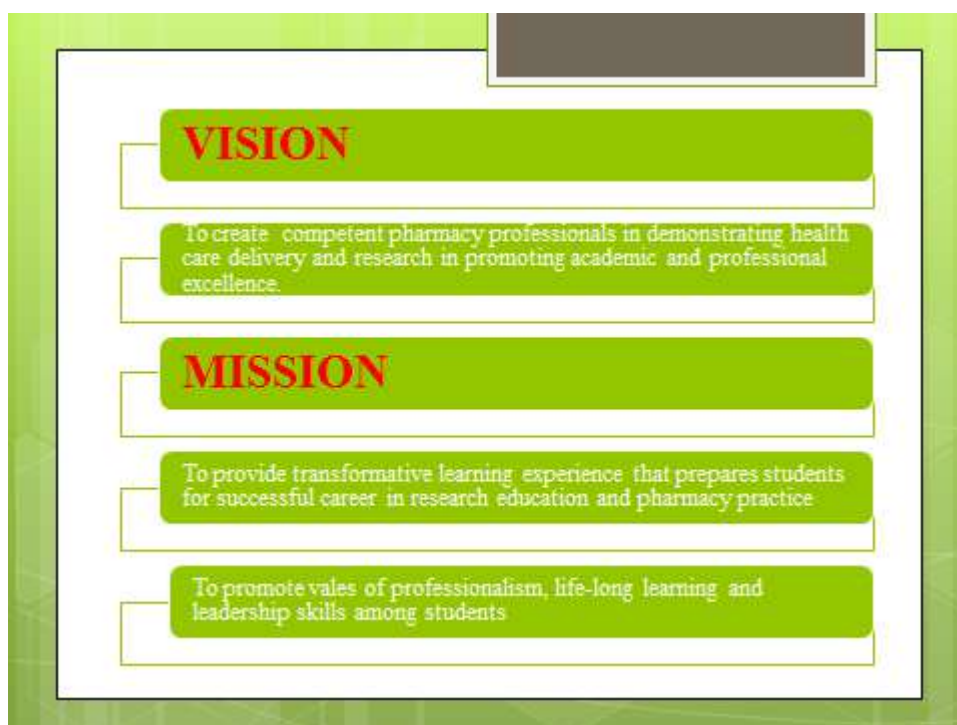 VISION
To create competent pharmacy professionals in demonstrating health
care delivery and research in promoting academic and professional
excellence.
MISSION
To provide transformative learning experience that prepares students
for successful career in research education and pharmacy practice
To promote vales of professionalism, life-long learning and
leadership skills among students